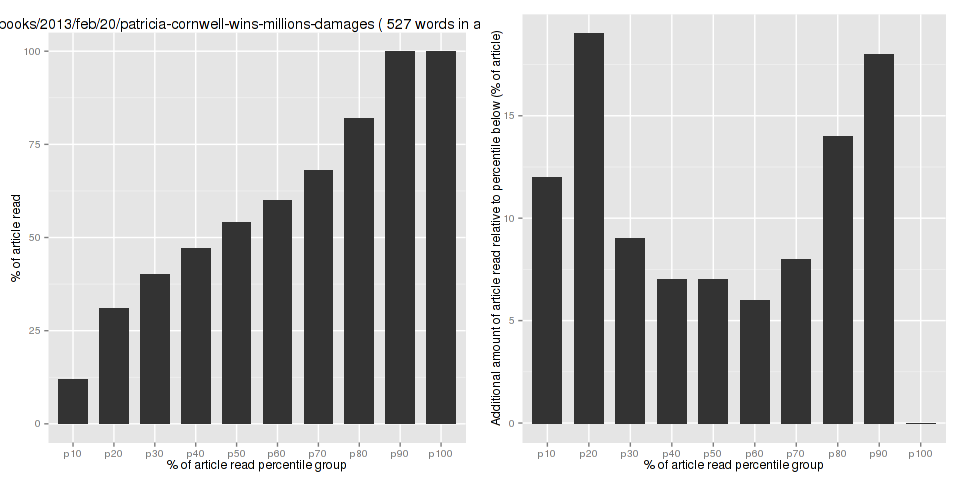 books/2013/feb/20/patricia-cornwell-wins-millions-damages ( 527 words in a
% of article read
100
75
50
25
0
p10 p20 p30 p40 p50 p60 p70 p80 p90 p100
% of article read percentile group
Additional amount of article read relative to percentile below (% of article)
15
10
5
0
p10 p20 p30 p40 p50 p60 p70 p80 p90 p100
% of article read percentile group